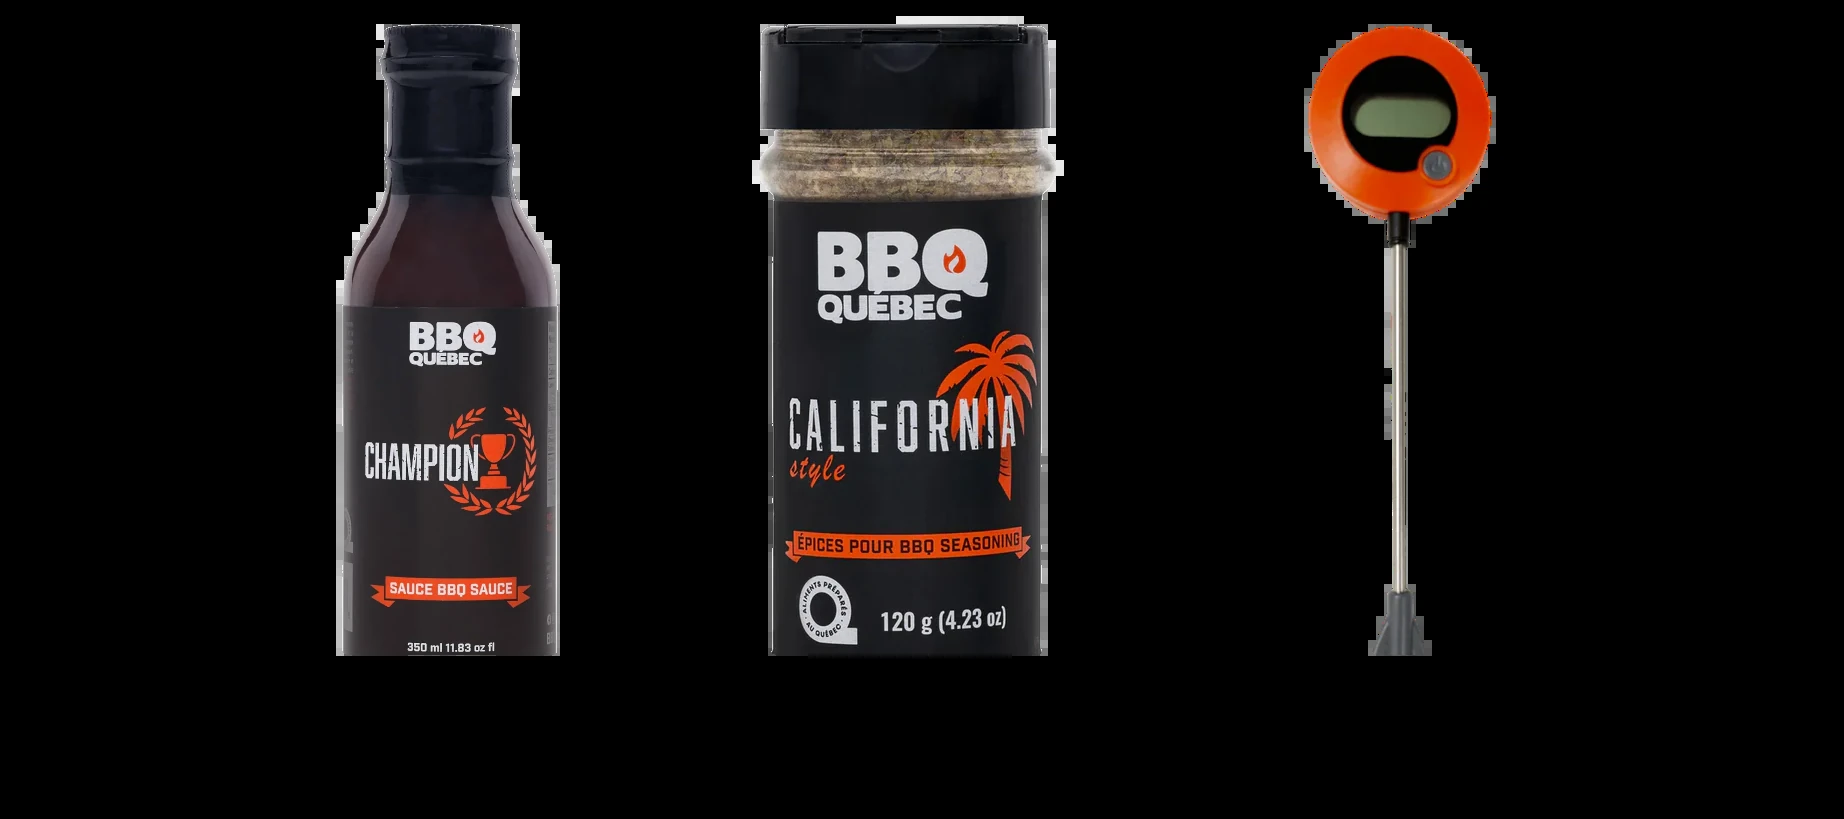 BBQ
QUÉBEC
CHAMPION
SAUCE BBQ SAUCE
350 ml 11.83 oz fl
BBQ
QUÉBEC
CALIFORNIA
style
ÉPICES POUR BBQ SEASONING
ALIMENTS PRÉPARÉS
AU QUÉBEC
120 g (4.23 oz)